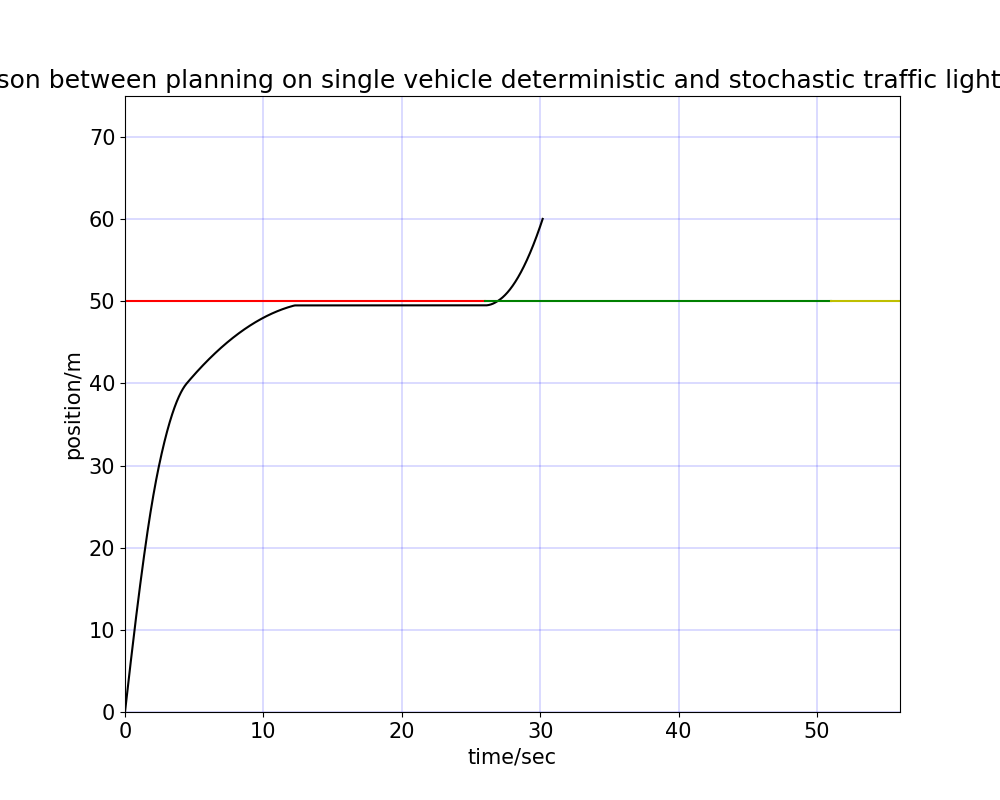 son between planning on single vehicle deterministic and stochastic traffic light
70
60
50
40
30
20
10
0
position/m
0 10 20 30 40 50
time/sec